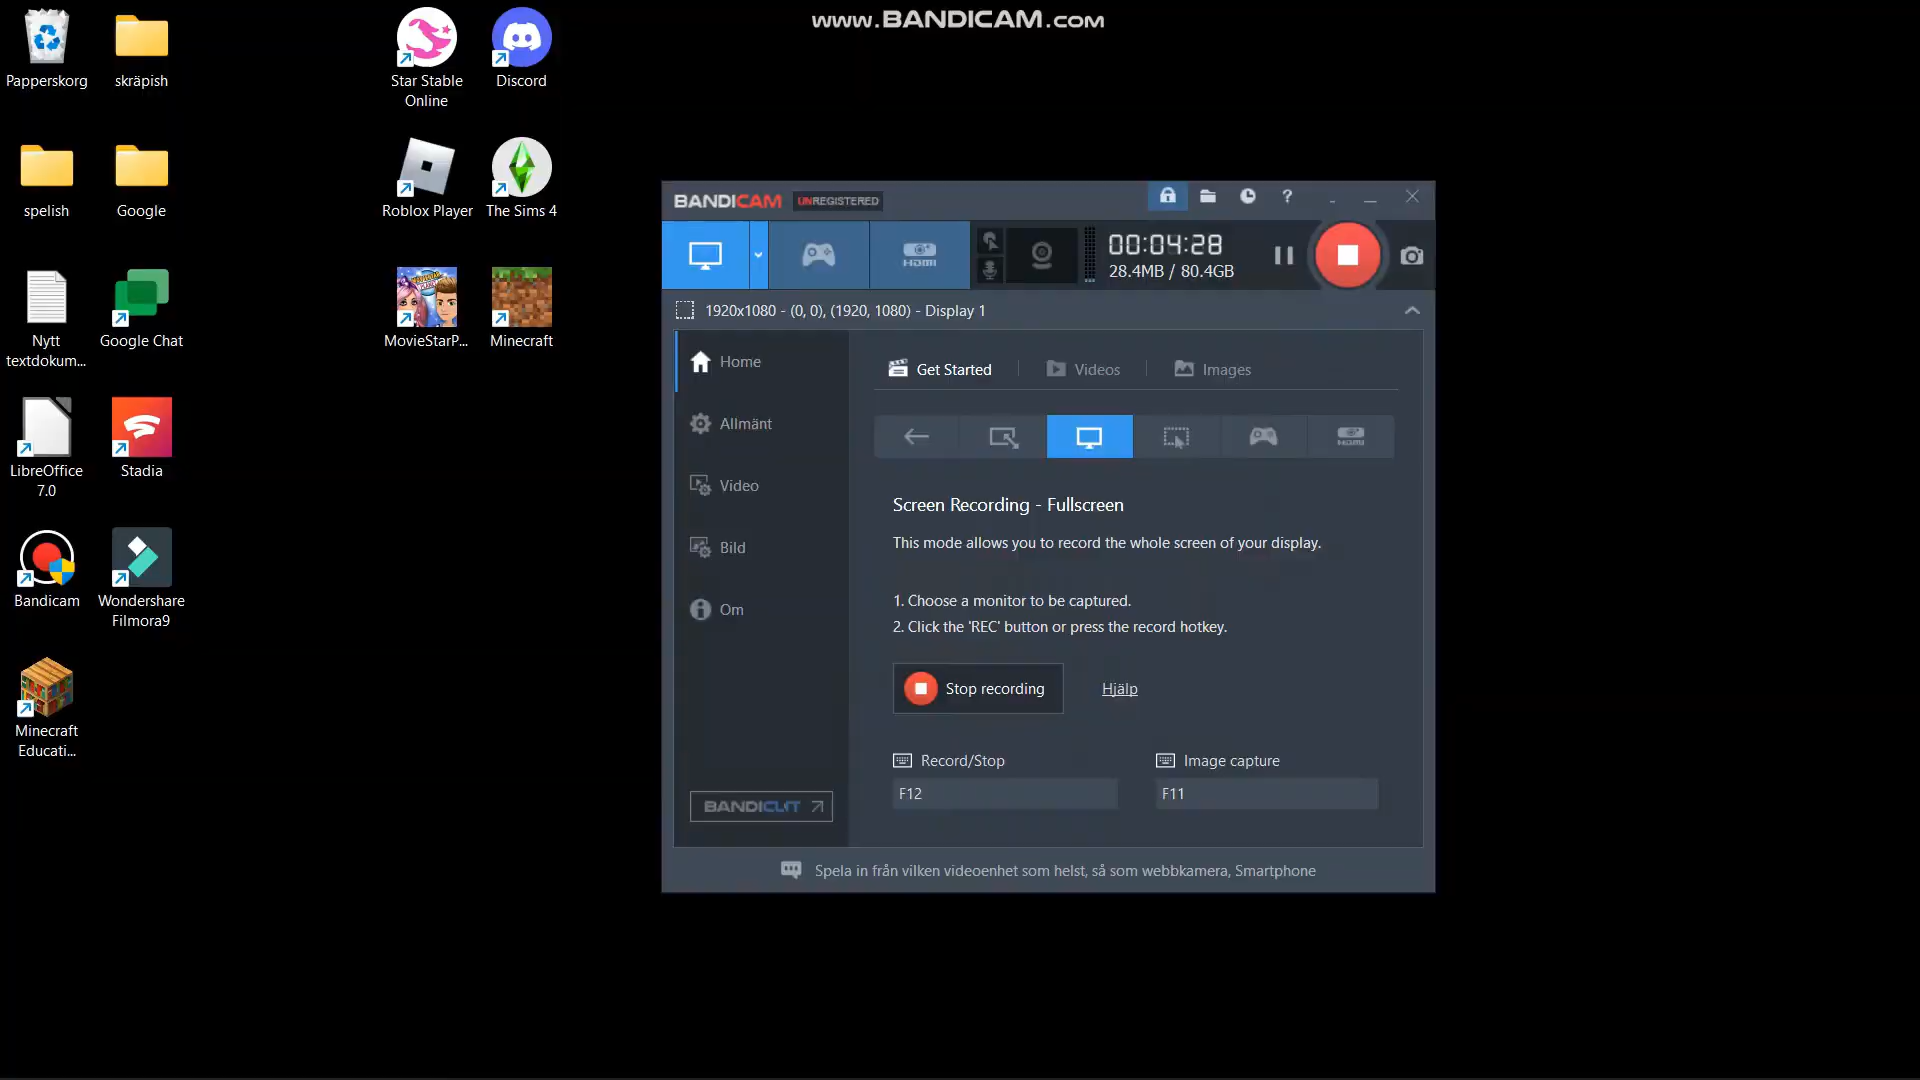 www.BANDICAM.com
Papperskorg
skräpish
Star Stable
Online
Discord
spelish
Google
Roblox Player
The Sims 4
Nytt
textdokum...
Google Chat
MovieStarP...
Minecraft
LibreOffice
7.0
Stadia
Bandicam
Wondershare
Filmora9
Minecraft
Educati...
BANDICAM UNREGISTERED
?
HDMI
00:04:28
28.4MB / 80.4GB
1920x1080 - (0, 0), (1920, 1080) - Display 1
Home
Allmänt
Video
Bild
Om
BANDICUT
Get Started
Videos
Images
HDMI
Screen Recording - Fullscreen
This mode allows you to record the whole screen of your display.
1. Choose a monitor to be captured.
2. Click the 'REC' button or press the record hotkey.
Stop recording
Hjälp
Record/Stop
Image capture
F12
F11
Spela in från vilken videoenhet som helst, så som webbkamera, Smartphone